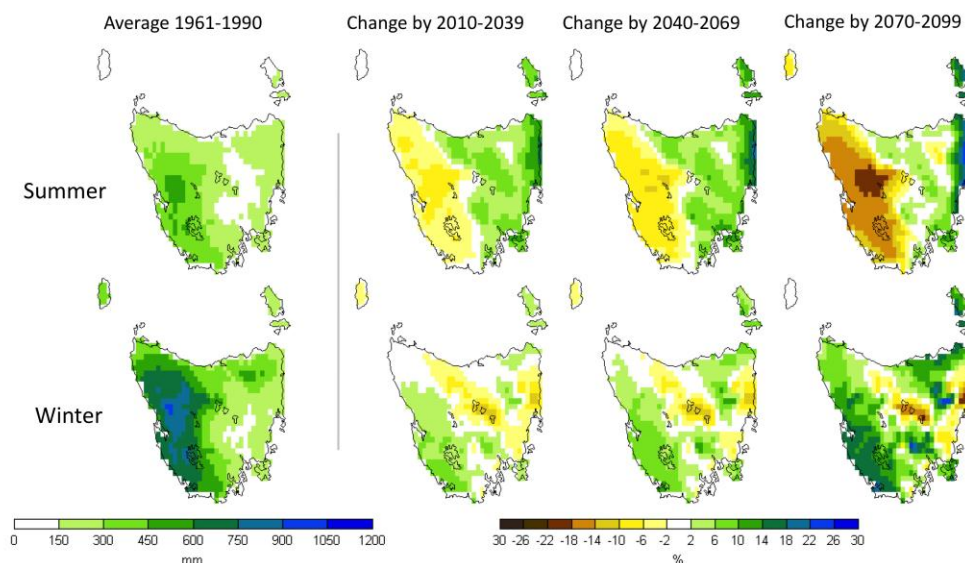 Average 1961-1990
Change by 2010-2039
Change by 2040-2069
Change by 2070-2099
Summer
Winter
0 150 300 450 600 750 900 1050 1200
mm
30 -26 -22 -18 -14 -10 -6 -2 2 6 10 14 18 22 26 30
%